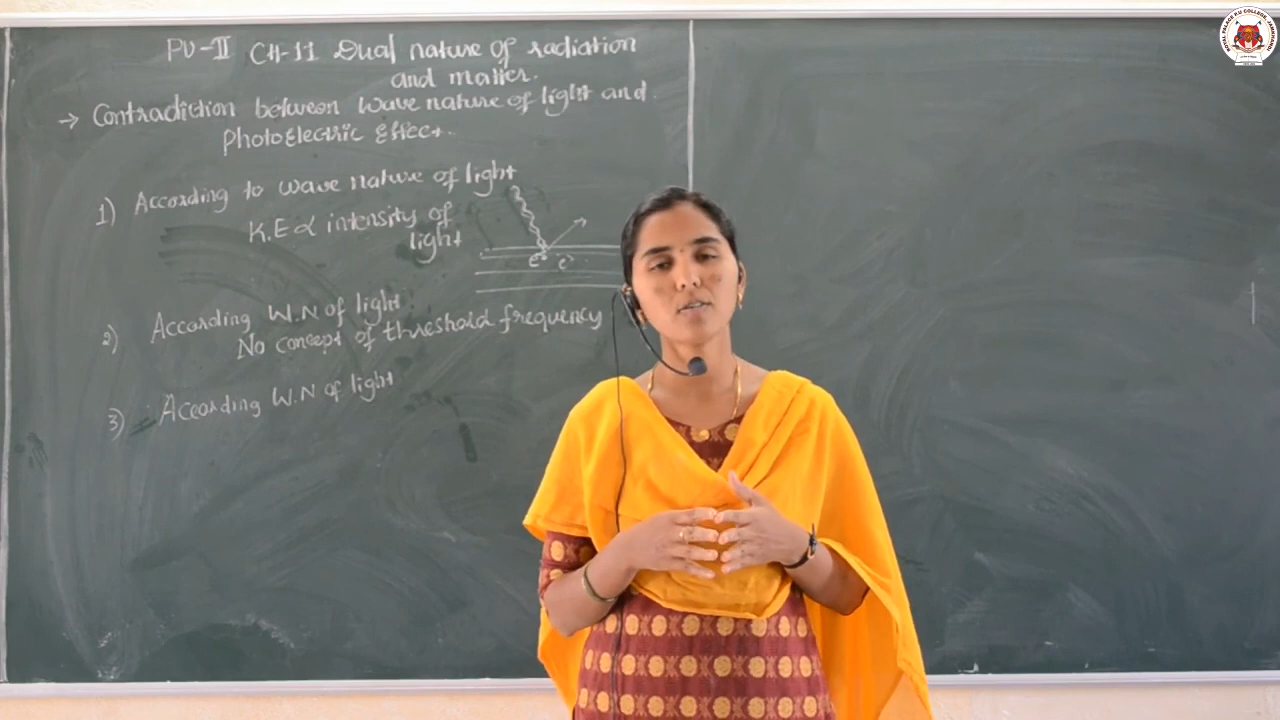 PU-II CH-11 Dual nature of radiation
and matter.
→ Contradiction between wave nature of light and
Photoelectric Effect.
1) According to wave nature of light
K.E ∝ intensity of
light
e⁻ e⁻
2) According W.N of light
No concept of threshold frequency
3) According W.N of light